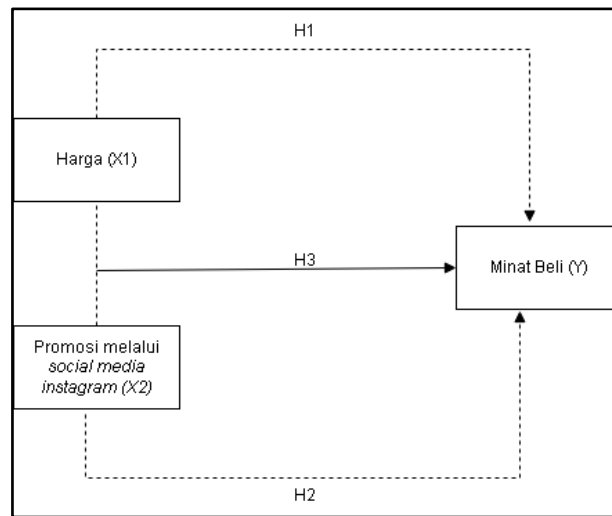 H1
Harga (X1)
H3
Minat Beli (Y)
Promosi melalui
social media
instagram (X2)
H2